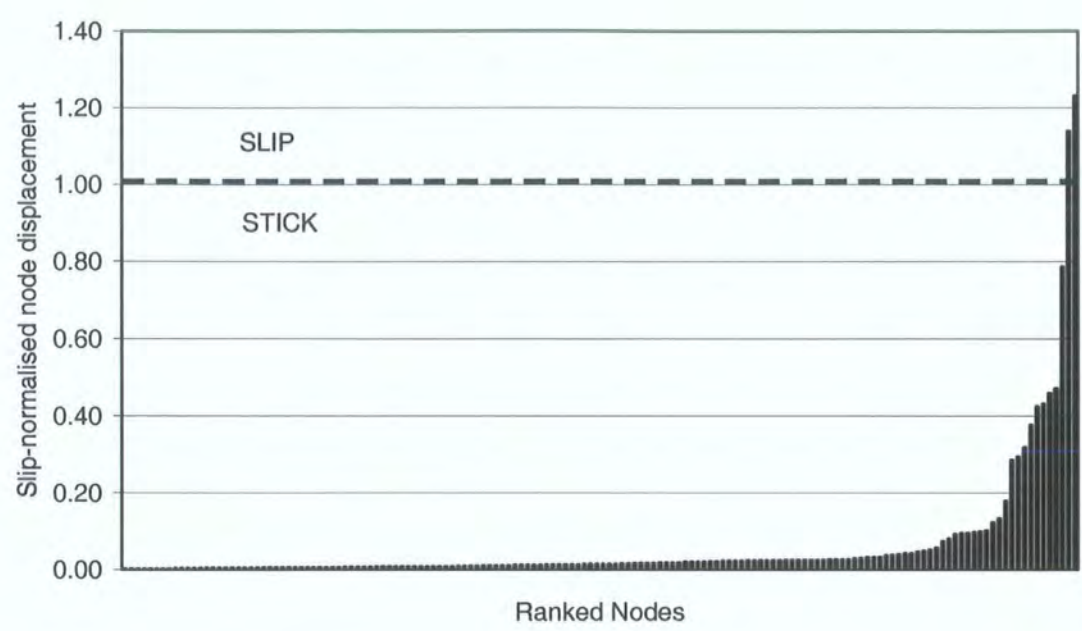 1.40
1.20
SLIP
1.00
STICK
0.80
0.60
0.40
0.20
0.00
Slip-normalised node displacement
Ranked Nodes